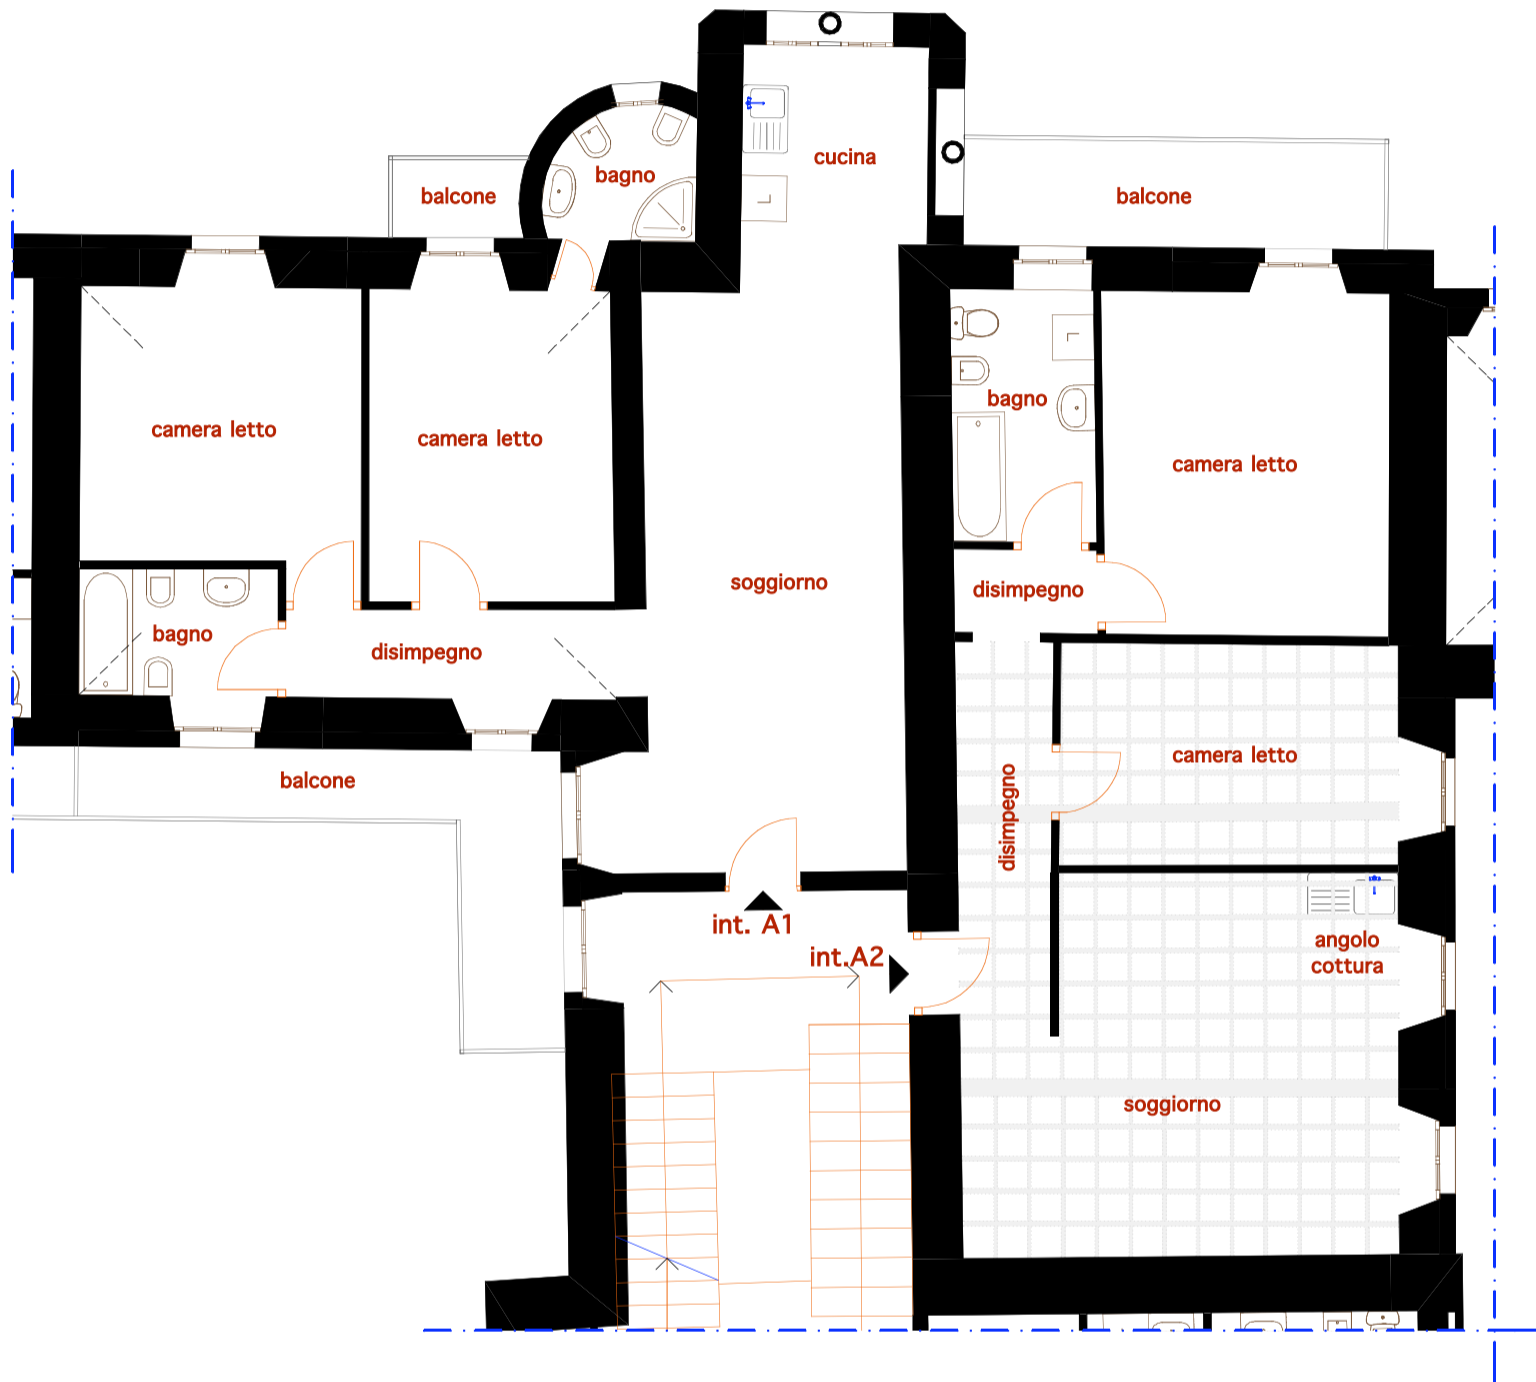 cucina
bagno
balcone
balcone
bagno
camera letto
camera letto
camera letto
soggiorno
disimpegno
bagno
disimpegno
camera letto
balcone
disimpegno
int. A1
int.A2
angolo
cottura
soggiorno